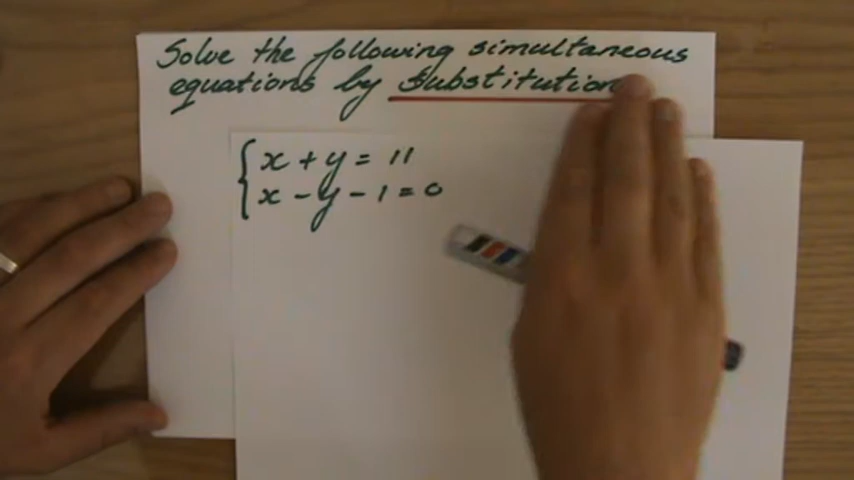 Solve the following simultaneous
equations by substitution
x + y = 11
x - y - 1 = 0